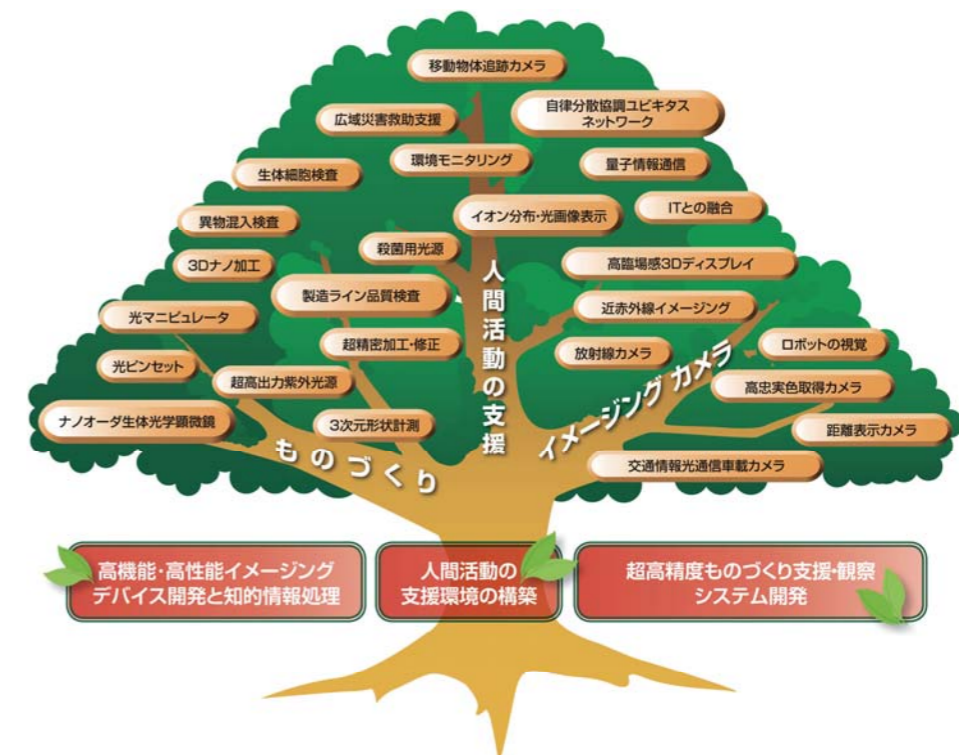 移動物体追跡カメラ
自律分散協調ユビキタス
ネットワーク
広域災害救助支援
環境モニタリング
量子情報通信
生体細胞検査
ITとの融合
イオン分布・光画像表示
異物混入検査
殺菌用光源
3Dナノ加工
高臨場感3Dディスプレイ
製造ライン品質検査
近赤外線イメージング
光マニピュレータ
超精密加工・修正
放射線カメラ
ロボットの視覚
光ピンセット
超高出力紫外光源
高忠実色取得カメラ
ナノオーダ生体光学顕微鏡
3次元形状計測
距離表示カメラ
交通情報光通信車載カメラ
ものづくり
人間活動の支援
イメージングカメラ
高機能・高性能イメージング
デバイス開発と知的情報処理
人間活動の
支援環境の構築
超高精度ものづくり支援・観察
システム開発